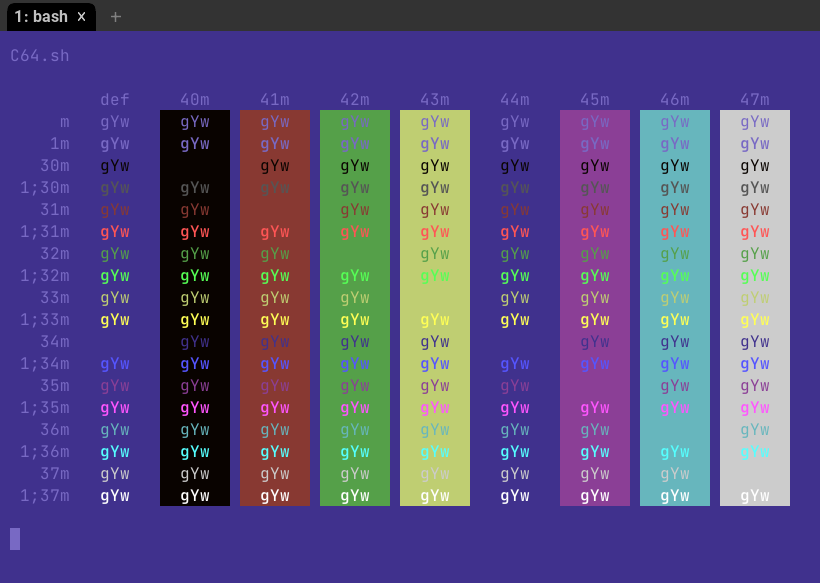 1: bash × +
C64.sh
def 40m 41m 42m 43m 44m 45m 46m 47m
m gYw gYw gYw gYw gYw gYw gYw gYw gYw
1m gYw gYw gYw gYw gYw gYw gYw gYw gYw
30m gYw gYw gYw gYw gYw gYw gYw gYw
1;30m gYw gYw gYw gYw gYw gYw gYw gYw gYw
31m gYw gYw gYw gYw gYw gYw gYw gYw
1;31m gYw gYw gYw gYw gYw gYw gYw gYw gYw
32m gYw gYw gYw gYw gYw gYw gYw gYw
1;32m gYw gYw gYw gYw gYw gYw gYw gYw gYw
33m gYw gYw gYw gYw gYw gYw gYw gYw
1;33m gYw gYw gYw gYw gYw gYw gYw gYw gYw
34m gYw gYw gYw gYw gYw gYw gYw
1;34m gYw gYw gYw gYw gYw gYw gYw gYw gYw
35m gYw gYw gYw gYw gYw gYw gYw gYw
1;35m gYw gYw gYw gYw gYw gYw gYw gYw gYw
36m gYw gYw gYw gYw gYw gYw gYw gYw
1;36m gYw gYw gYw gYw gYw gYw gYw gYw gYw
37m gYw gYw gYw gYw gYw gYw gYw gYw
1;37m gYw gYw gYw gYw gYw gYw gYw gYw gYw